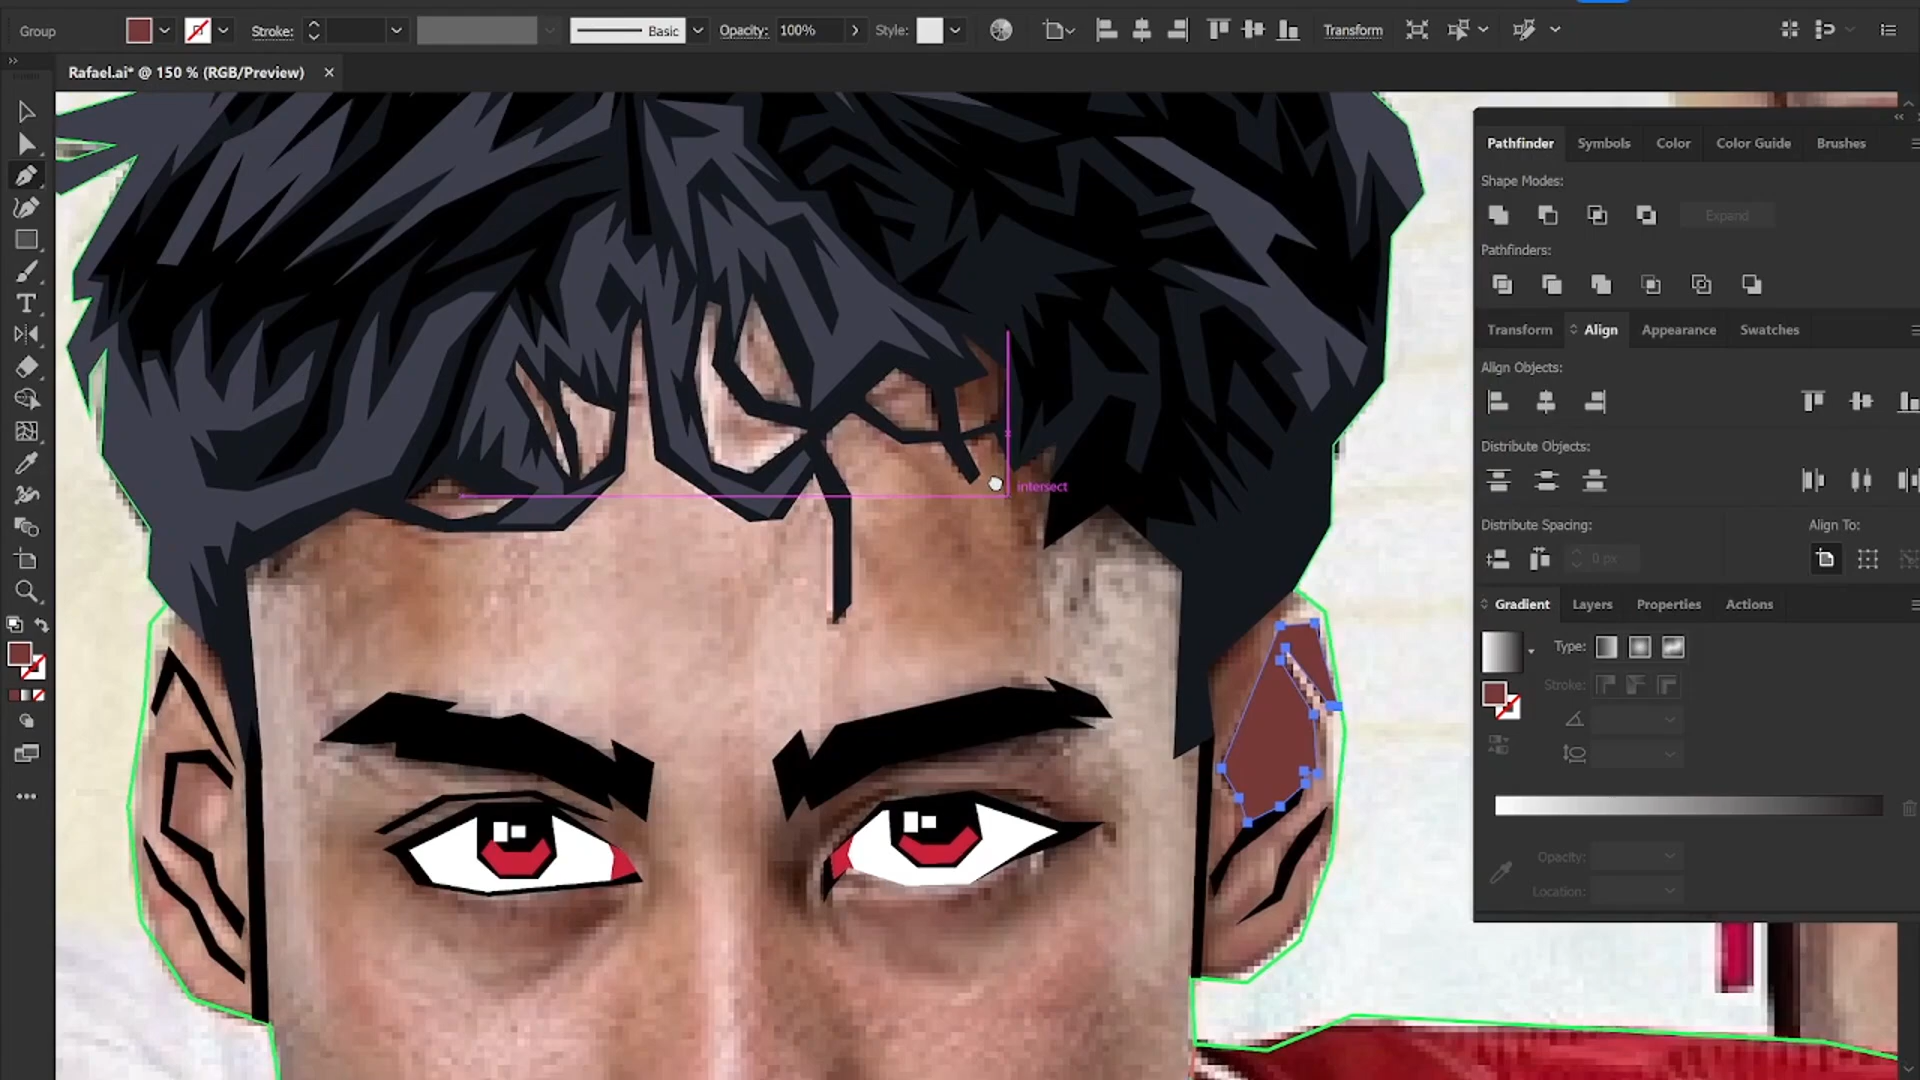 Group
Stroke:
Basic
Opacity:
100%
Style:
Transform
Rafael.ai* @ 150 % (RGB/Preview)
Pathfinder
Symbols
Color
Color Guide
Brushes
Shape Modes:
Expand
Pathfinders:
Transform
Align
Appearance
Swatches
Align Objects:
Distribute Objects:
Distribute Spacing:
Align To:
0 px
Gradient
Layers
Properties
Actions
Type:
Stroke:
Opacity:
Location:
intersect